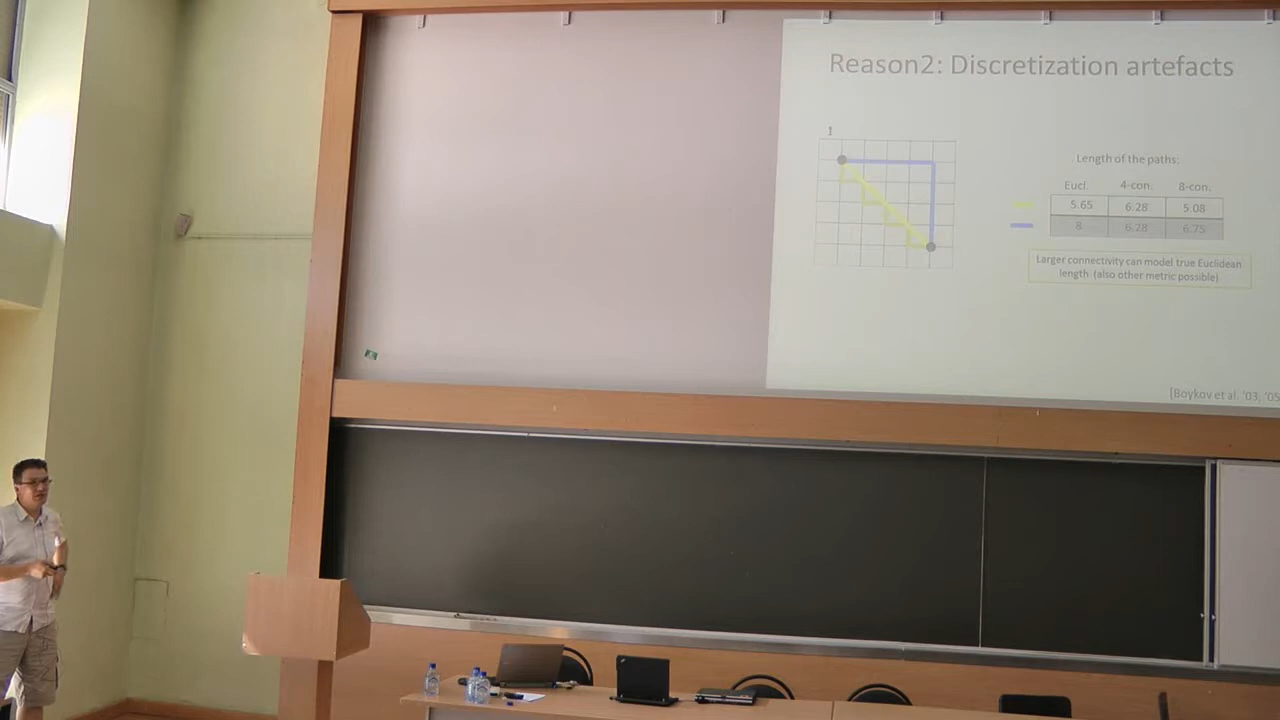 Reason2: Discretization artefacts
1
Length of the paths:
Eucl. 4-con. 8-con.
5.65 6.28 5.08
8 6.28 6.75
Larger connectivity can model true Euclidean
length (also other metric possible)
[Boykov et al. '03, '05